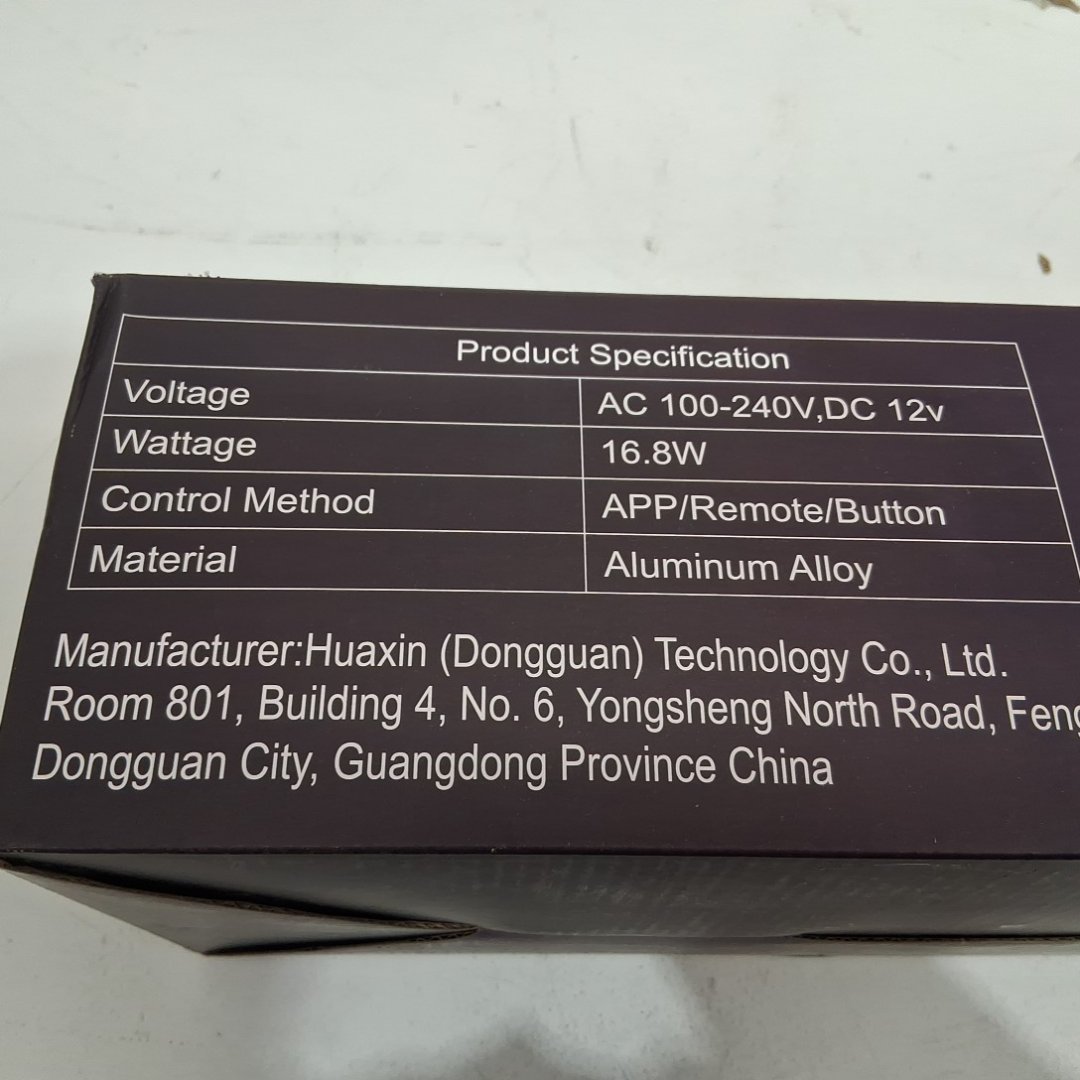 Product Specification
Voltage AC 100-240V,DC 12v
Wattage 16.8W
Control Method APP/Remote/Button
Material Aluminum Alloy
Manufacturer:Huaxin (Dongguan) Technology Co., Ltd.
Room 801, Building 4, No. 6, Yongsheng North Road,
Dongguan City, Guangdong Province China